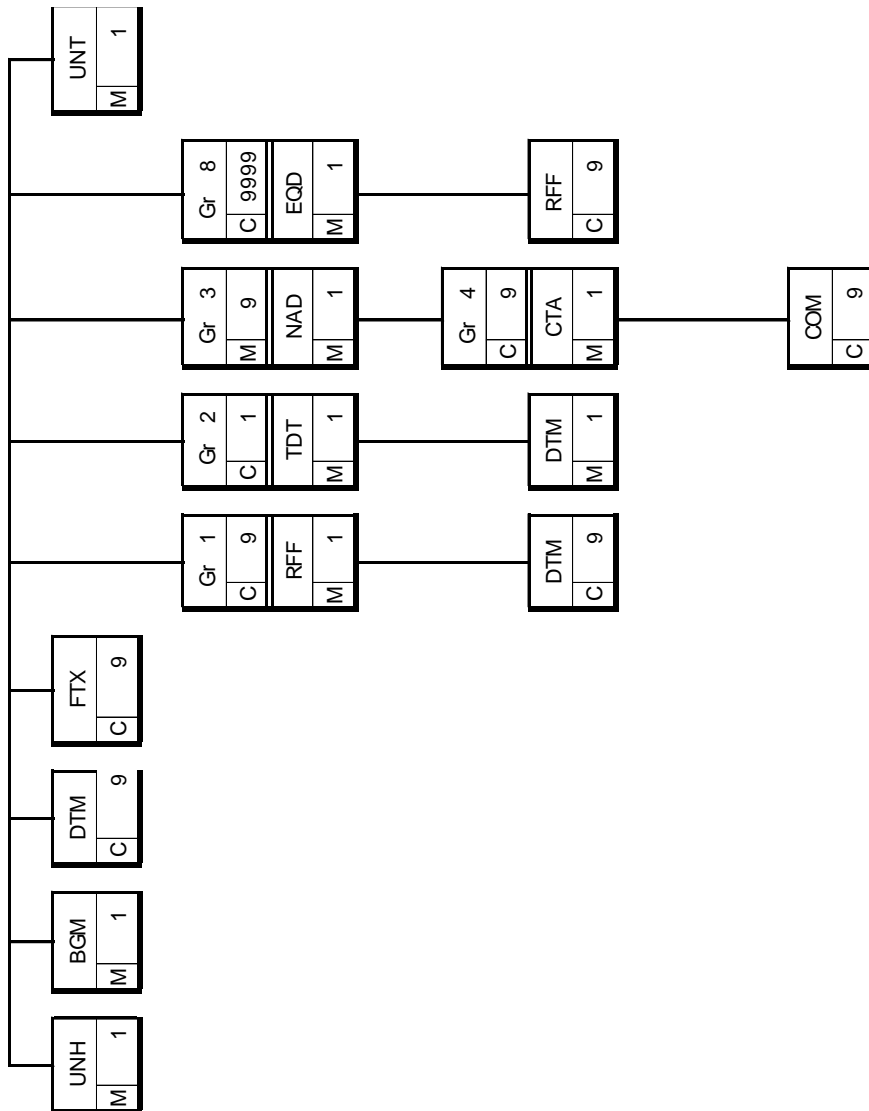 UNH
M 1
BGM
M 1
DTM
C 9
FTX
C 9
Gr 1
C 9
RFF
M 1
DTM
C 9
Gr 2
C 1
TDT
M 1
DTM
M 1
Gr 3
M 9
NAD
M 1
Gr 4
C 9
CTA
M 1
COM
C 9
Gr 8
C 9999
EQD
M 1
RFF
C 9
UNT
M 1